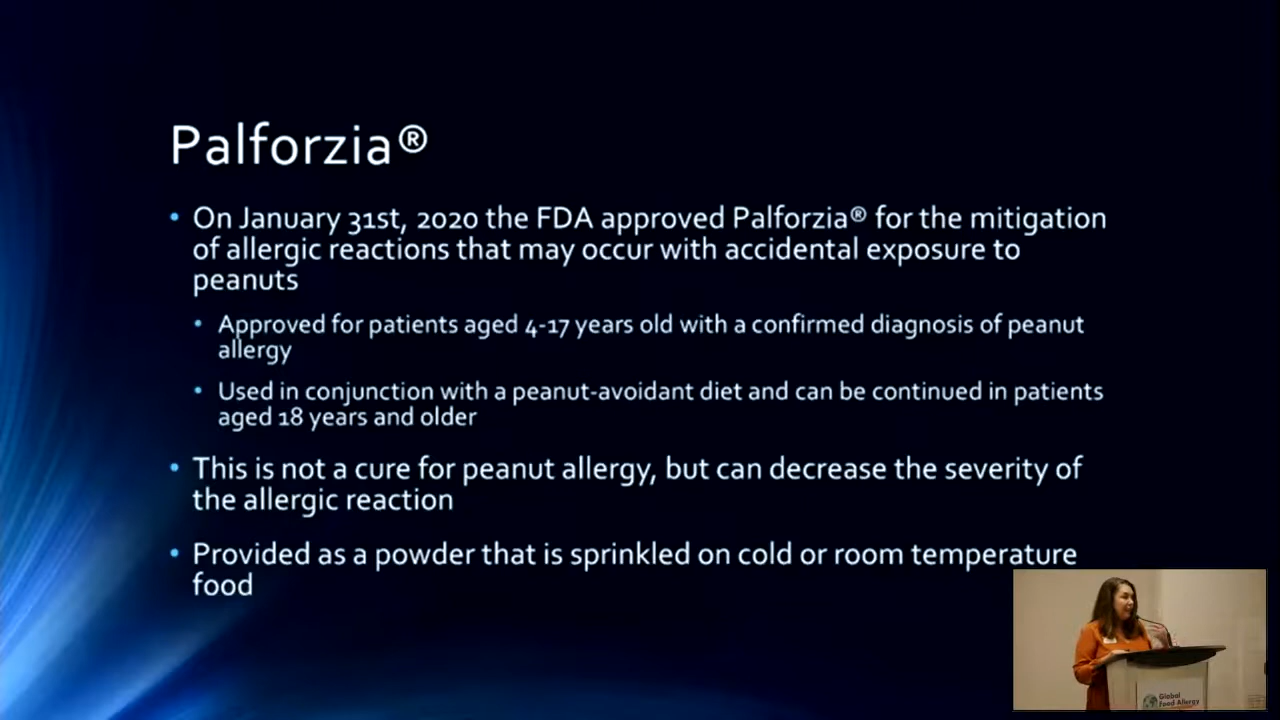 Palforzia®
• On January 31st, 2020 the FDA approved Palforzia® for the mitigation
of allergic reactions that may occur with accidental exposure to
peanuts
• Approved for patients aged 4-17 years old with a confirmed diagnosis of peanut
allergy
• Used in conjunction with a peanut-avoidant diet and can be continued in patients
aged 18 years and older
• This is not a cure for peanut allergy, but can decrease the severity of
the allergic reaction
• Provided as a powder that is sprinkled on cold or room temperature
food
Global
Food Allergy